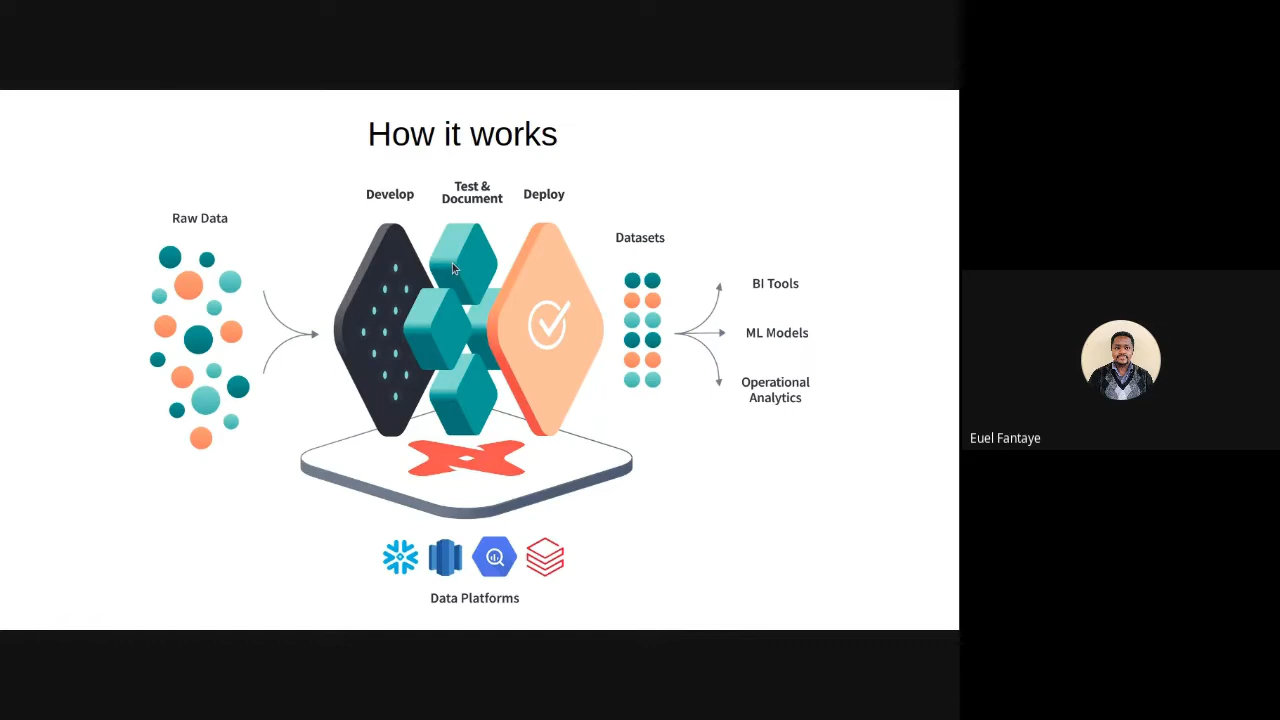 How it works
Develop
Test &
Document
Deploy
Raw Data
Datasets
BI Tools
ML Models
Operational
Analytics
Data Platforms
Euel Fantaye